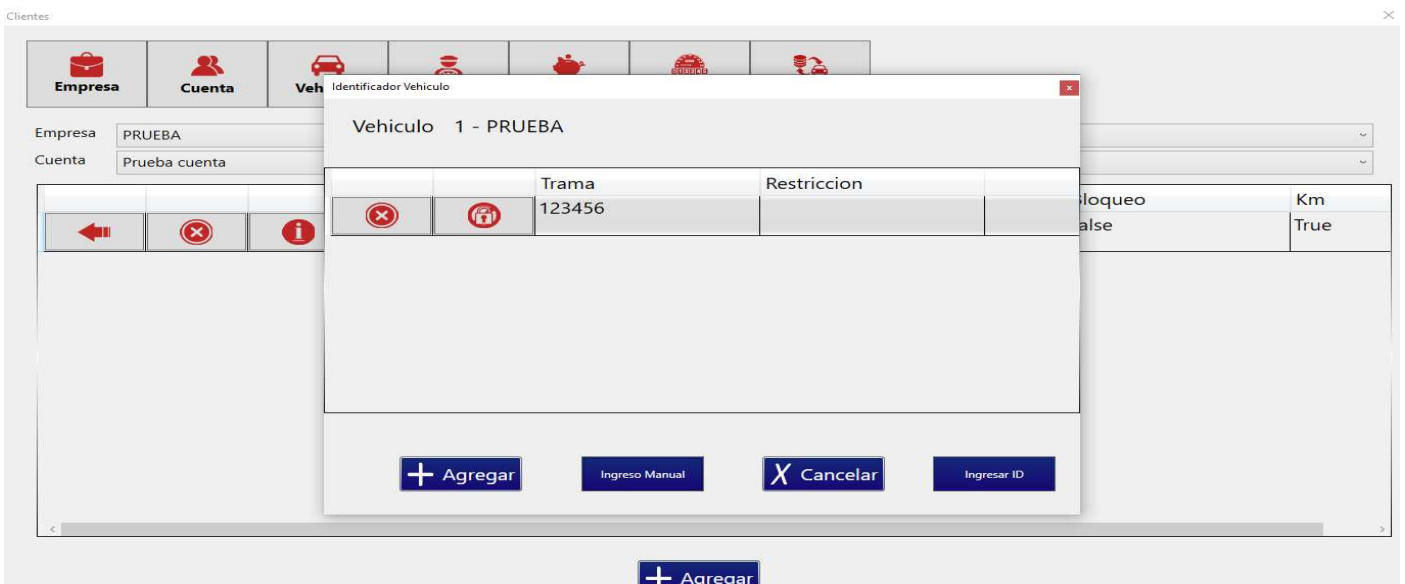 Clientes
Empresa Cuenta Veh
Identificador Vehiculo
Vehiculo 1 - PRUEBA
Empresa PRUEBA
Cuenta Prueba cuenta
Trama Restriccion
123456
loqueo Km
alse True
Agregar Ingreso Manual X Cancelar Ingresar ID
Agregar